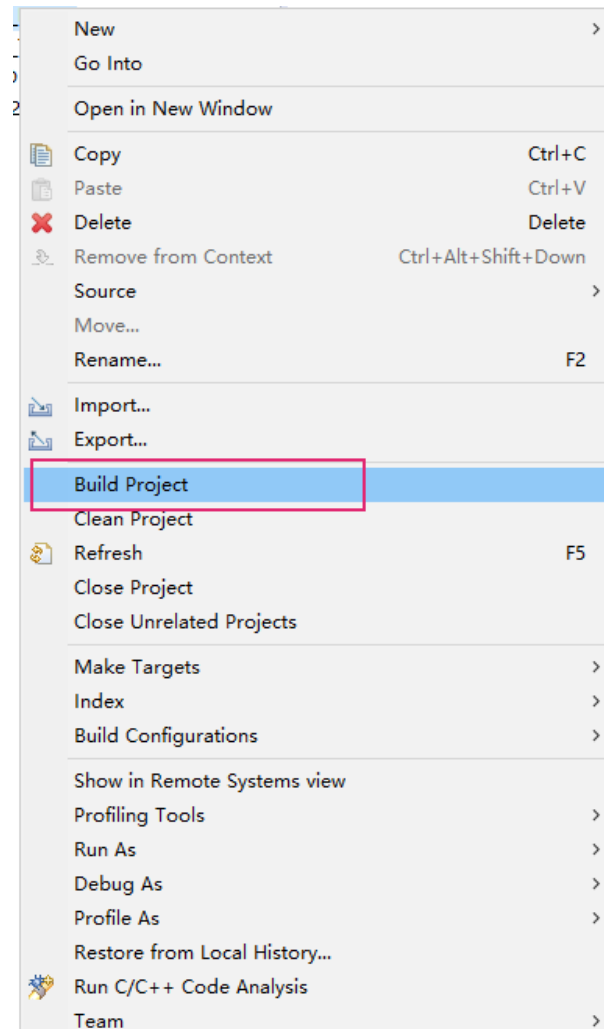 New
Go Into
Open in New Window
Copy Ctrl+C
Paste Ctrl+V
Delete Delete
Remove from Context Ctrl+Alt+Shift+Down
Source
Move...
Rename... F2
Import...
Export...
Build Project
Clean Project
Refresh F5
Close Project
Close Unrelated Projects
Make Targets
Index
Build Configurations
Show in Remote Systems view
Profiling Tools
Run As
Debug As
Profile As
Restore from Local History...
Run C/C++ Code Analysis
Team